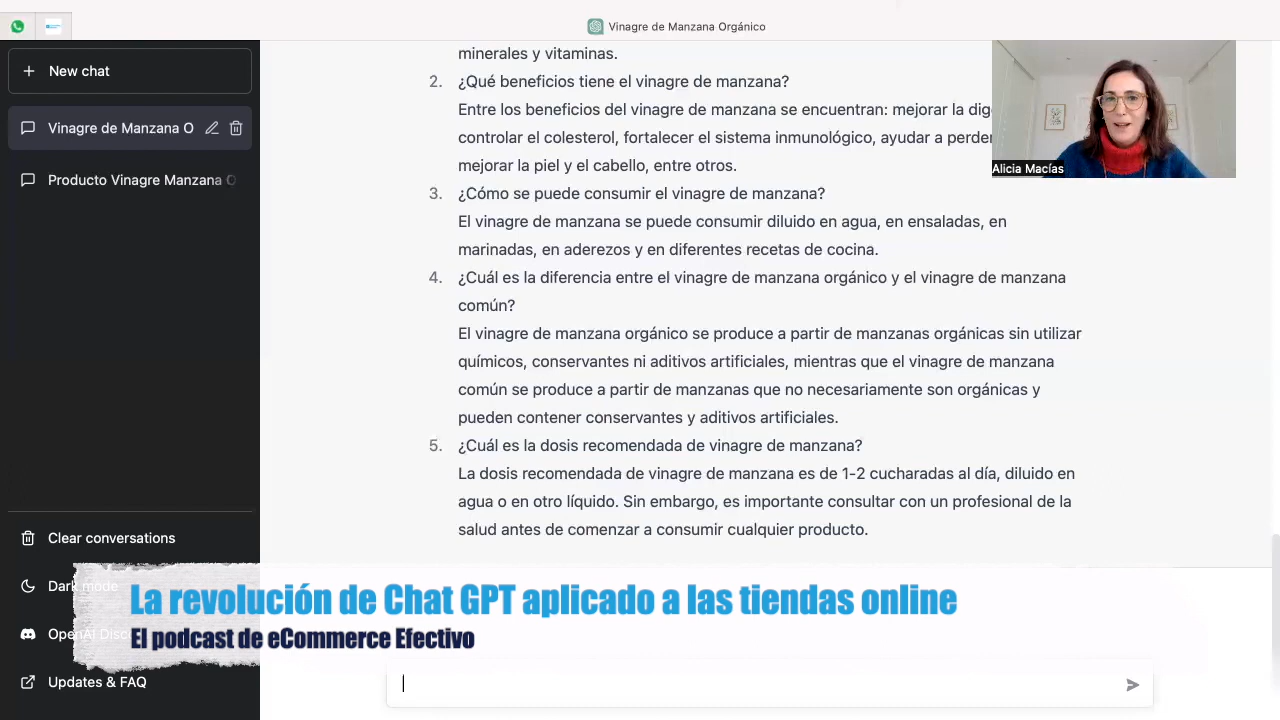 Vinagre de Manzana Orgánico
New chat
Vinagre de Manzana O
Producto Vinagre Manzana O
minerales y vitaminas.
2. ¿Qué beneficios tiene el vinagre de manzana?
Entre los beneficios del vinagre de manzana se encuentran: mejorar la dig
controlar el colesterol, fortalecer el sistema inmunológico, ayudar a perder
mejorar la piel y el cabello, entre otros.
3. ¿Cómo se puede consumir el vinagre de manzana?
El vinagre de manzana se puede consumir diluido en agua, en ensaladas, en
marinadas, en aderezos y en diferentes recetas de cocina.
4. ¿Cuál es la diferencia entre el vinagre de manzana orgánico y el vinagre de manzana
común?
El vinagre de manzana orgánico se produce a partir de manzanas orgánicas sin utilizar
químicos, conservantes ni aditivos artificiales, mientras que el vinagre de manzana
común se produce a partir de manzanas que no necesariamente son orgánicas y
pueden contener conservantes y aditivos artificiales.
5. ¿Cuál es la dosis recomendada de vinagre de manzana?
La dosis recomendada de vinagre de manzana es de 1-2 cucharadas al día, diluido en
agua o en otro líquido. Sin embargo, es importante consultar con un profesional de la
salud antes de comenzar a consumir cualquier producto.
Alicia Macías
Clear conversations
Dark mode
OpenAI Disc
Updates & FAQ
La revolución de Chat GPT aplicado a las tiendas online
El podcast de eCommerce Efectivo